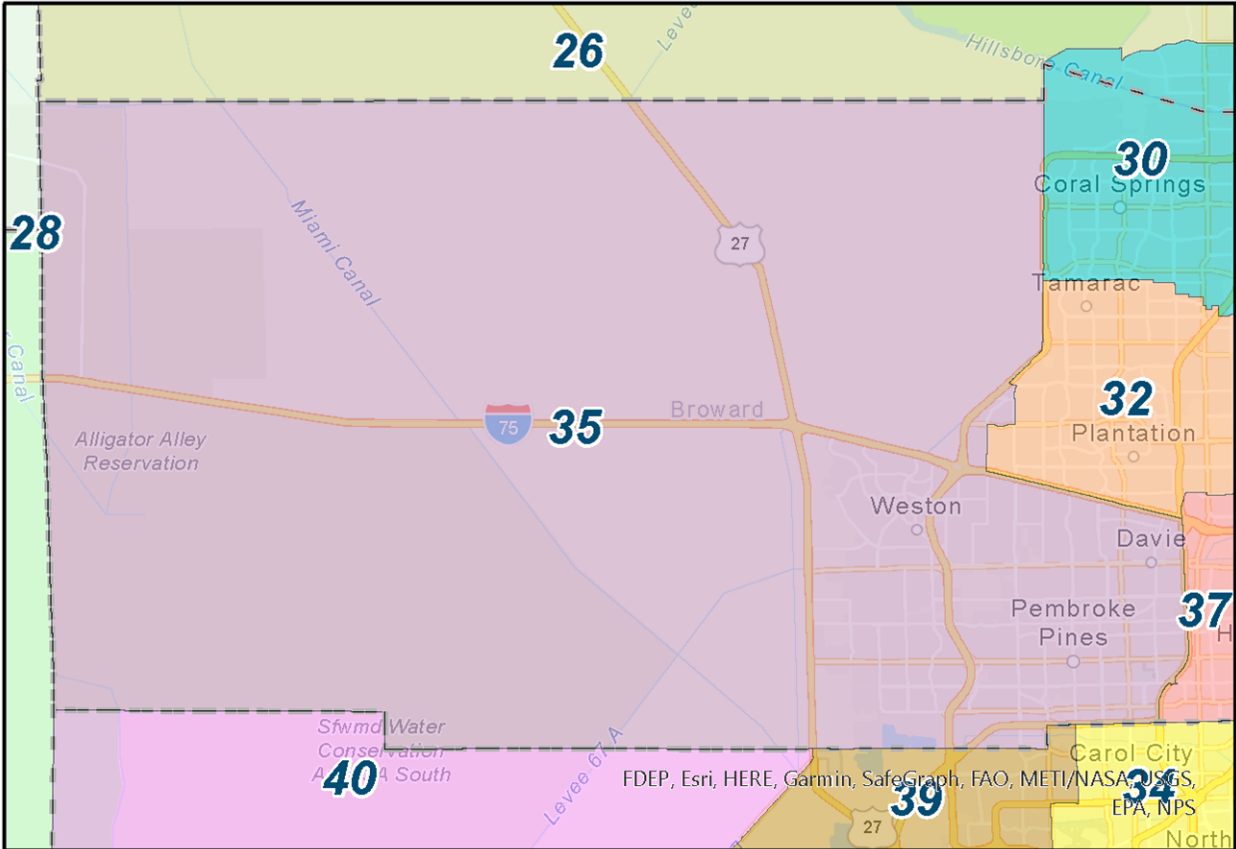 26
Levee
Hillsboro Canal
30
Coral Springs
28
Miami Canal
27
Tamarac
Canal
32
Plantation
Broward
75
35
Alligator Alley
Reservation
Weston
Davie
37
H
Pembroke
Pines
Sfwmd Water
Conservation
A South
40
Levee 67 A
Carol City
FDEP, Esri, HERE, Garmin, SafeGraph, FAO, METI/NASA, USGS,
EPA, NPS
39
34
27
North